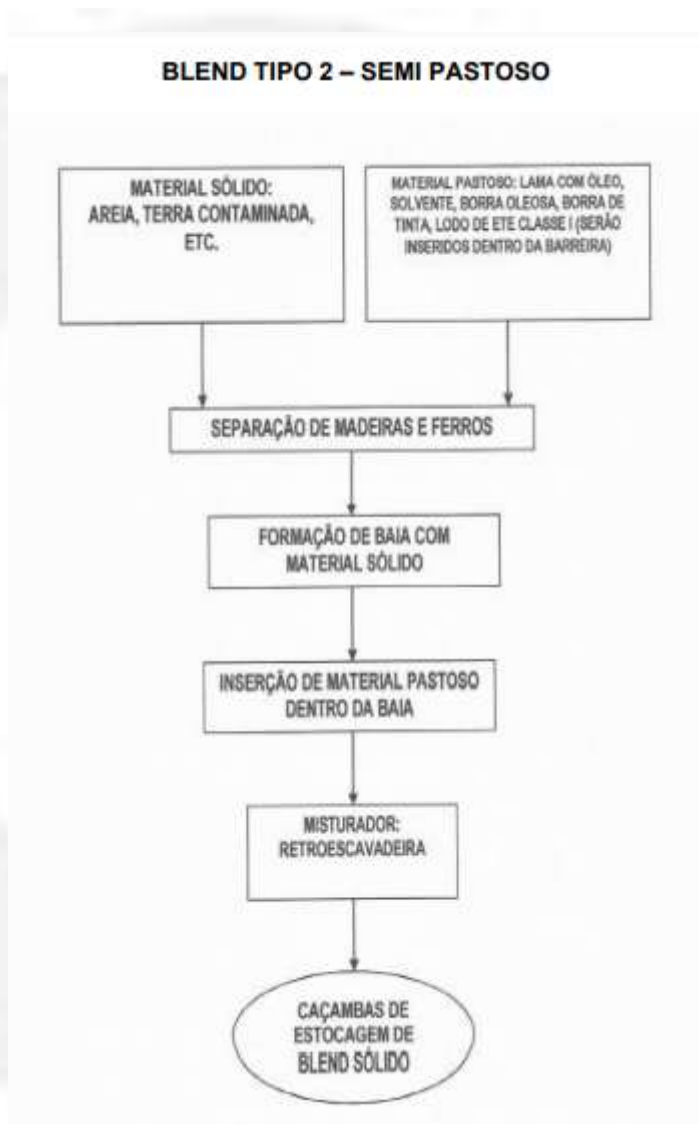 BLEND TIPO 2 – SEMI PASTOSO
MATERIAL SÓLIDO:
AREIA, TERRA CONTAMINADA,
ETC.
MATERIAL PASTOSO: LAMA COM ÓLEO,
SOLVENTE, BORRA OLEOSA, BORRA DE
TINTA, LODO DE ETE CLASSE I (SERÃO
INSERIDOS DENTRO DA BARREIRA)
SEPARAÇÃO DE MADEIRAS E FERROS
FORMAÇÃO DE BAIA COM
MATERIAL SÓLIDO
INSERÇÃO DE MATERIAL PASTOSO
DENTRO DA BAIA
MISTURADOR:
RETROESCAVADEIRA
CAÇAMBAS DE
ESTOCAGEM DE
BLEND SÓLIDO